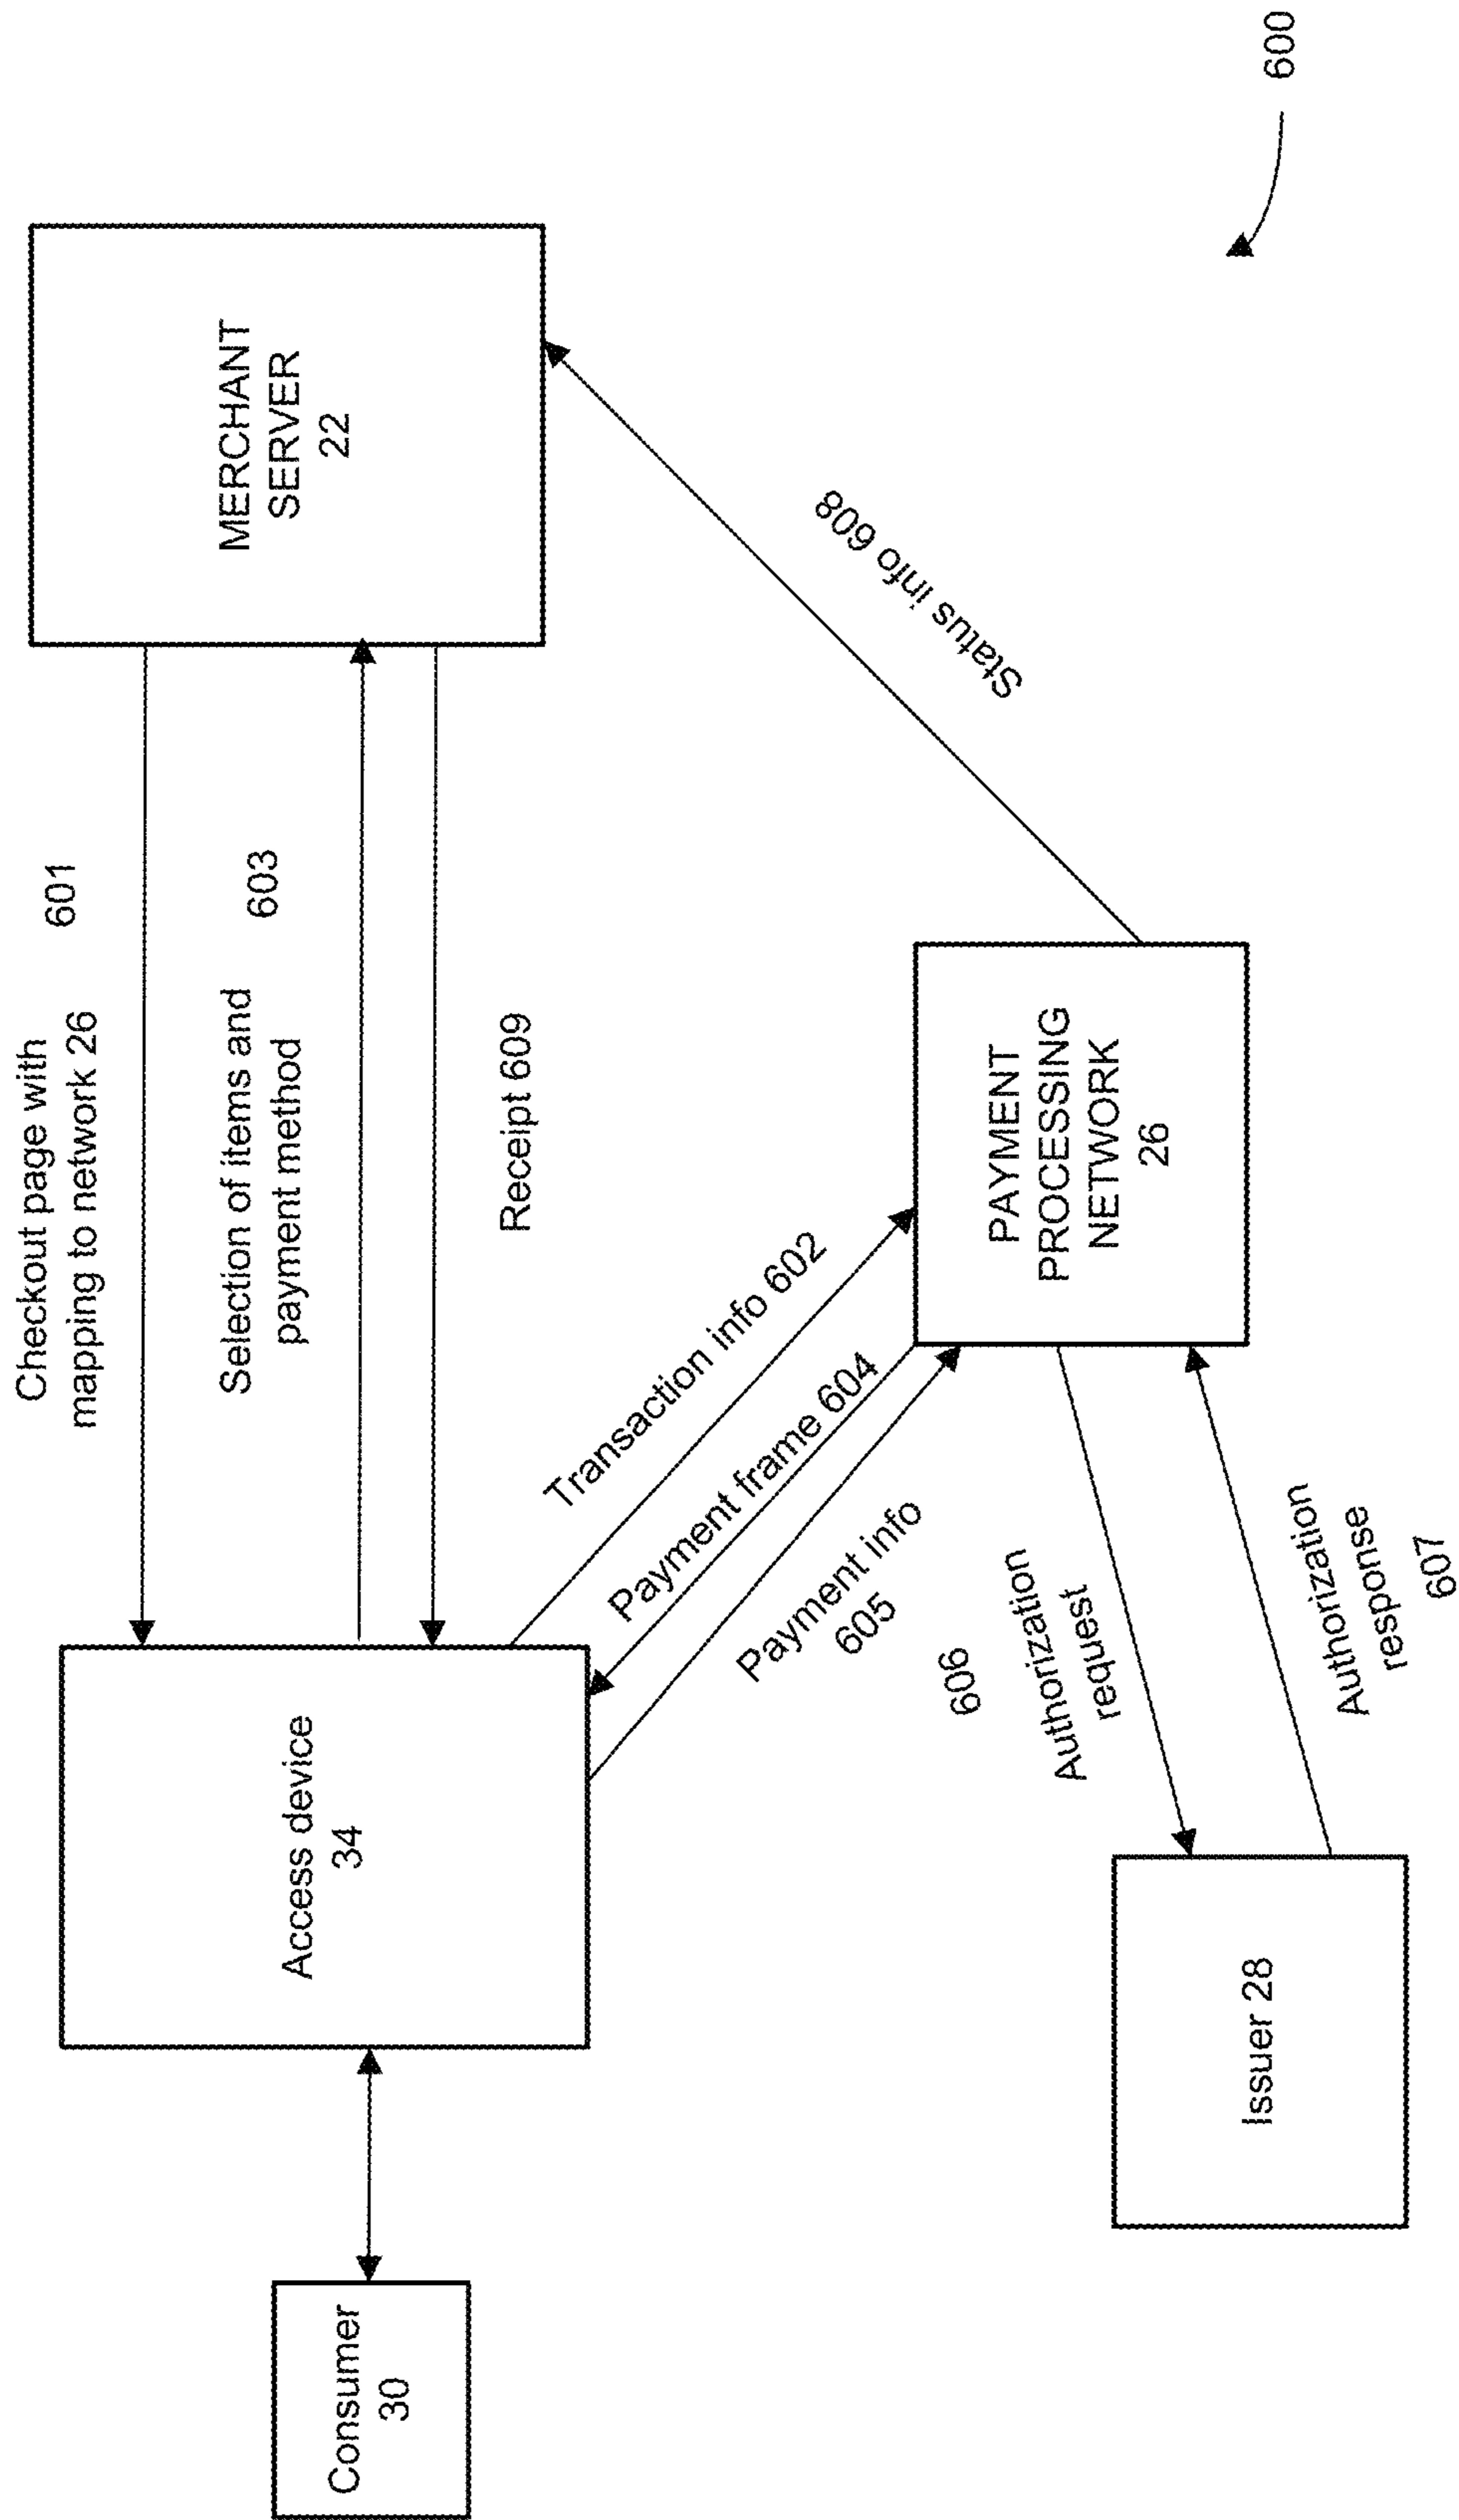 Checkout page with
mapping to network 26
601
Selection of items and
payment method
603
Receipt 609
Consumer
30
Access device
34
MERCHANT
SERVER
22
Transaction info 602
Payment frame 604
Payment info
605
Status info 608
PAYMENT
PROCESSING
NETWORK
26
606
Authorization
request
Authorization
response
607
Issuer 28
600